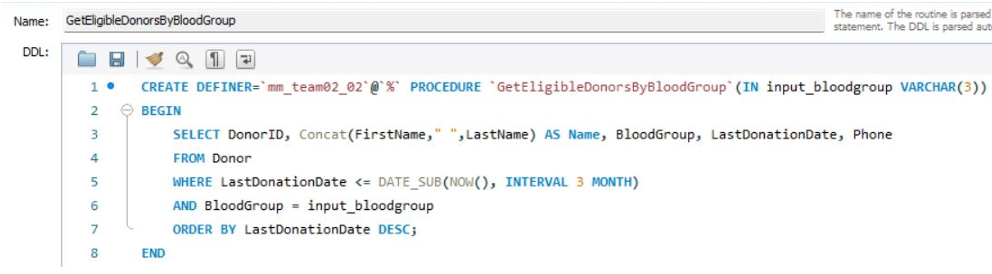 Name: GetEligibleDonorsByBloodGroup
The name of the routine is parsed
statement. The DDL is parsed aut
DDL:
1 CREATE DEFINER=`mm_team02_02`@`%` PROCEDURE `GetEligibleDonorsByBloodGroup`(IN input_bloodgroup VARCHAR(3))
2 BEGIN
3 SELECT DonorID, Concat(FirstName," ",LastName) AS Name, BloodGroup, LastDonationDate, Phone
4 FROM Donor
5 WHERE LastDonationDate <= DATE_SUB(NOW(), INTERVAL 3 MONTH)
6 AND BloodGroup = input_bloodgroup
7 ORDER BY LastDonationDate DESC;
8 END